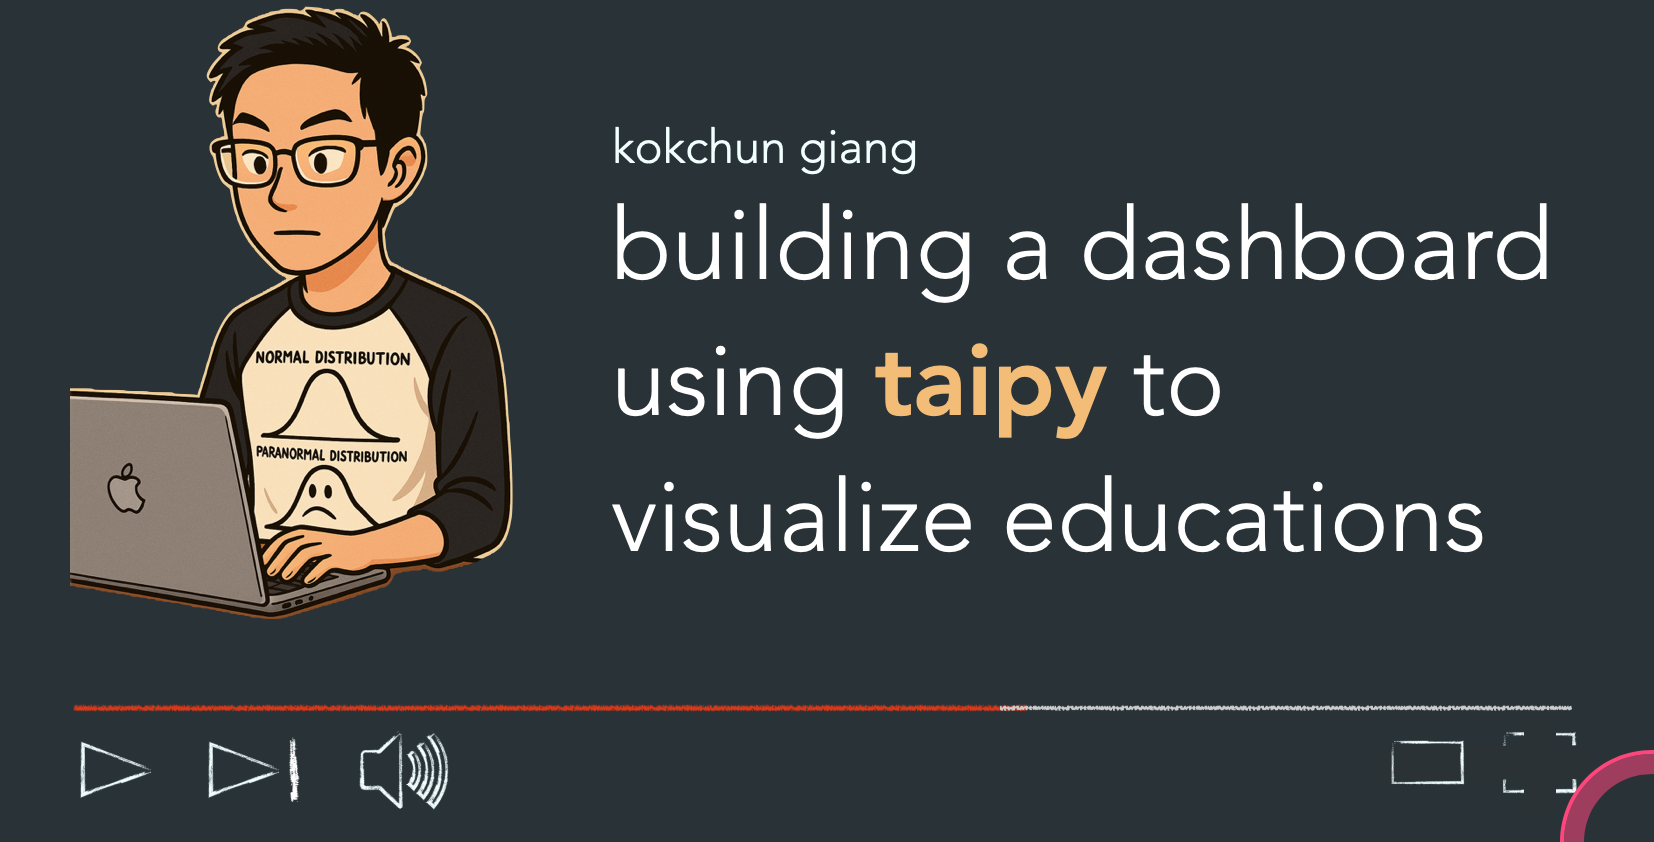 kokchun giang
building a dashboard
using taipy to
visualize educations
NORMAL DISTRIBUTION
PARANORMAL DISTRIBUTION